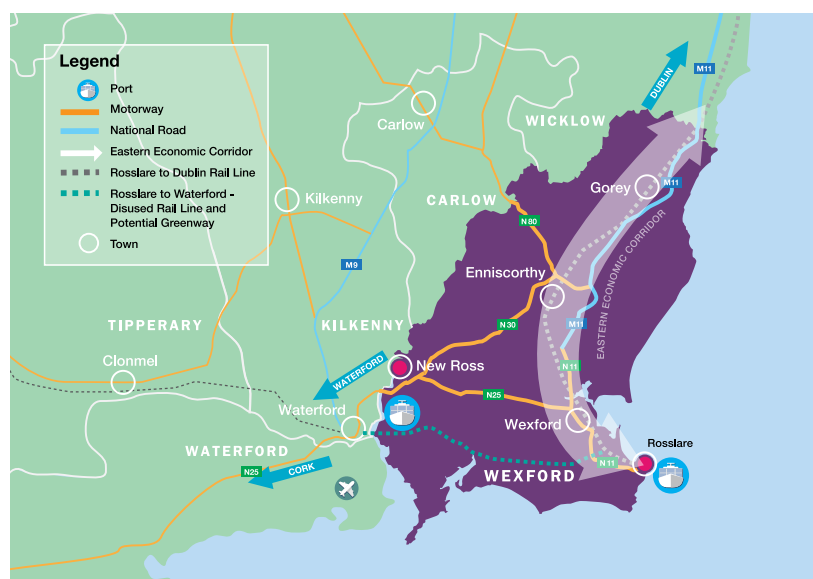 Legend
Port
Motorway
National Road
Eastern Economic Corridor
Rosslare to Dublin Rail Line
Rosslare to Waterford -
Disused Rail Line and
Potential Greenway
Town
DUBLIN
M11
WICKLOW
Carlow
CARLOW
Kilkenny
Gorey
M11
N80
EASTERN ECONOMIC CORRIDOR
M9
Enniscorthy
TIPPERARY
KILKENNY
N30
M11
Clonmel
WATERFORD
New Ross
N11
N25
Waterford
Wexford
Rosslare
WATERFORD
N25
CORK
WEXFORD
N11